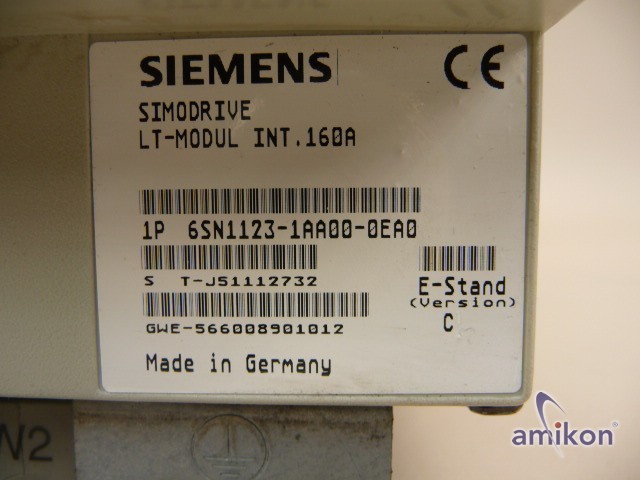 SIEMENS
CE
SIMODRIVE
LT-MODUL INT.160A
1P 6SN1123-1AA00-0EA0
S T-J51112732
E-Stand
(Version)
C
GWE-566008901012
Made in Germany
N2
amikon